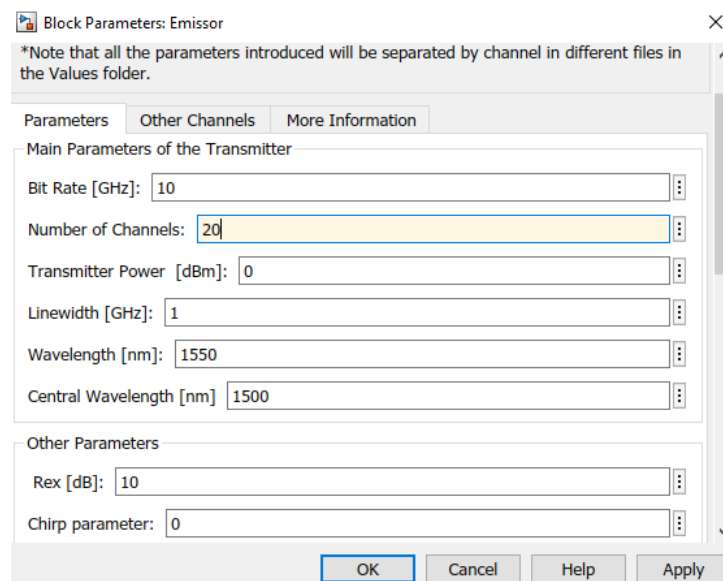 Block Parameters: Emissor
*Note that all the parameters introduced will be separated by channel in different files in
the Values folder.
Parameters Other Channels More Information
Main Parameters of the Transmitter
Bit Rate [GHz]: 10
Number of Channels: 20
Transmitter Power [dBm]: 0
Linewidth [GHz]: 1
Wavelength [nm]: 1550
Central Wavelength [nm] 1500
Other Parameters
Rex [dB]: 10
Chirp parameter: 0
OK Cancel Help Apply